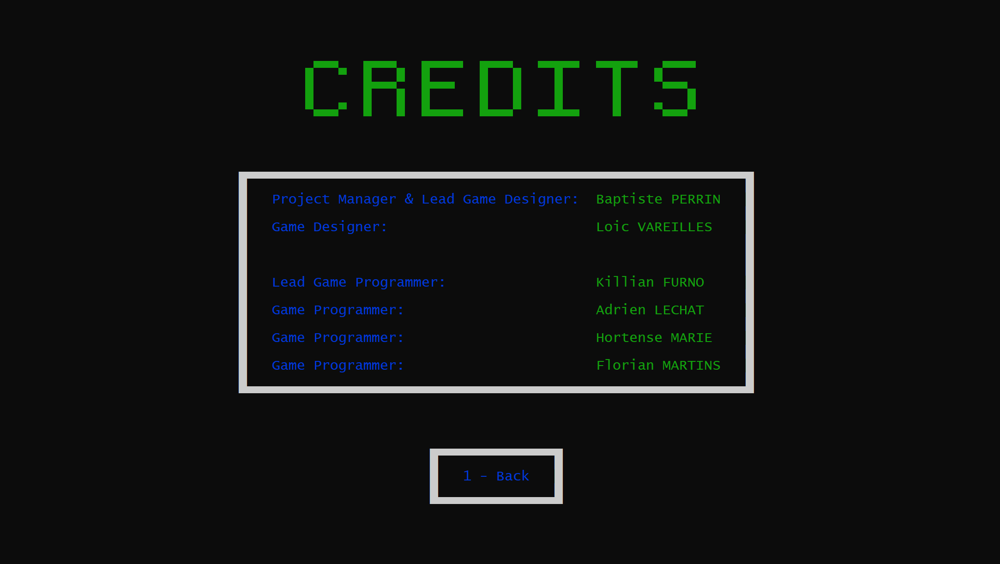 CREDITS
Project Manager & Lead Game Designer: Baptiste PERRIN
Game Designer: Loic VAREILLES
Lead Game Programmer: Killian FURNO
Game Programmer: Adrien LECHAT
Game Programmer: Hortense MARIE
Game Programmer: Florian MARTINS
1 - Back